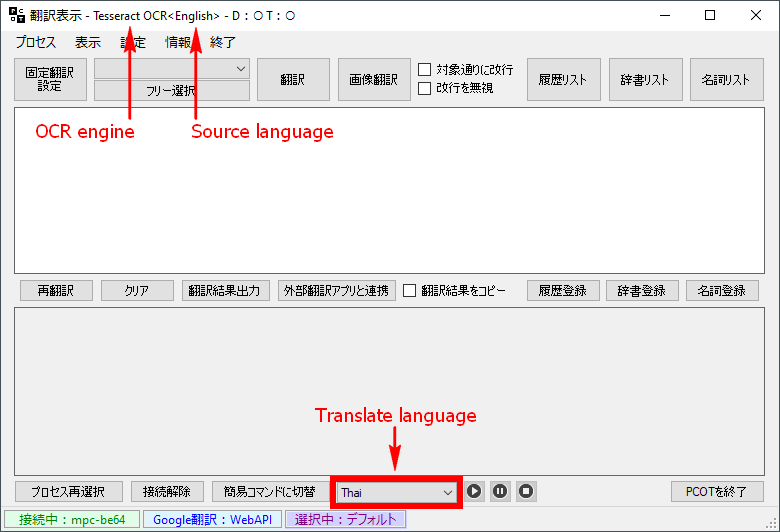 翻訳表示 - Tesseract OCR<English> - D：○ T：○
プロセス 表示 設定 情報 終了
固定翻訳
設定
フリー選択
翻訳
画像翻訳
対象通りに改行
改行を無視
履歴リスト
辞書リスト
名詞リスト
OCR engine
Source language
再翻訳
クリア
翻訳結果出力
外部翻訳アプリと連携
翻訳結果をコピー
履歴登録
辞書登録
名詞登録
Translate language
プロセス再選択
接続解除
簡易コマンドに切替
Thai
PCOTを終了
接続中：mpc-be64
Google翻訳：WebAPI
選択中：デフォルト